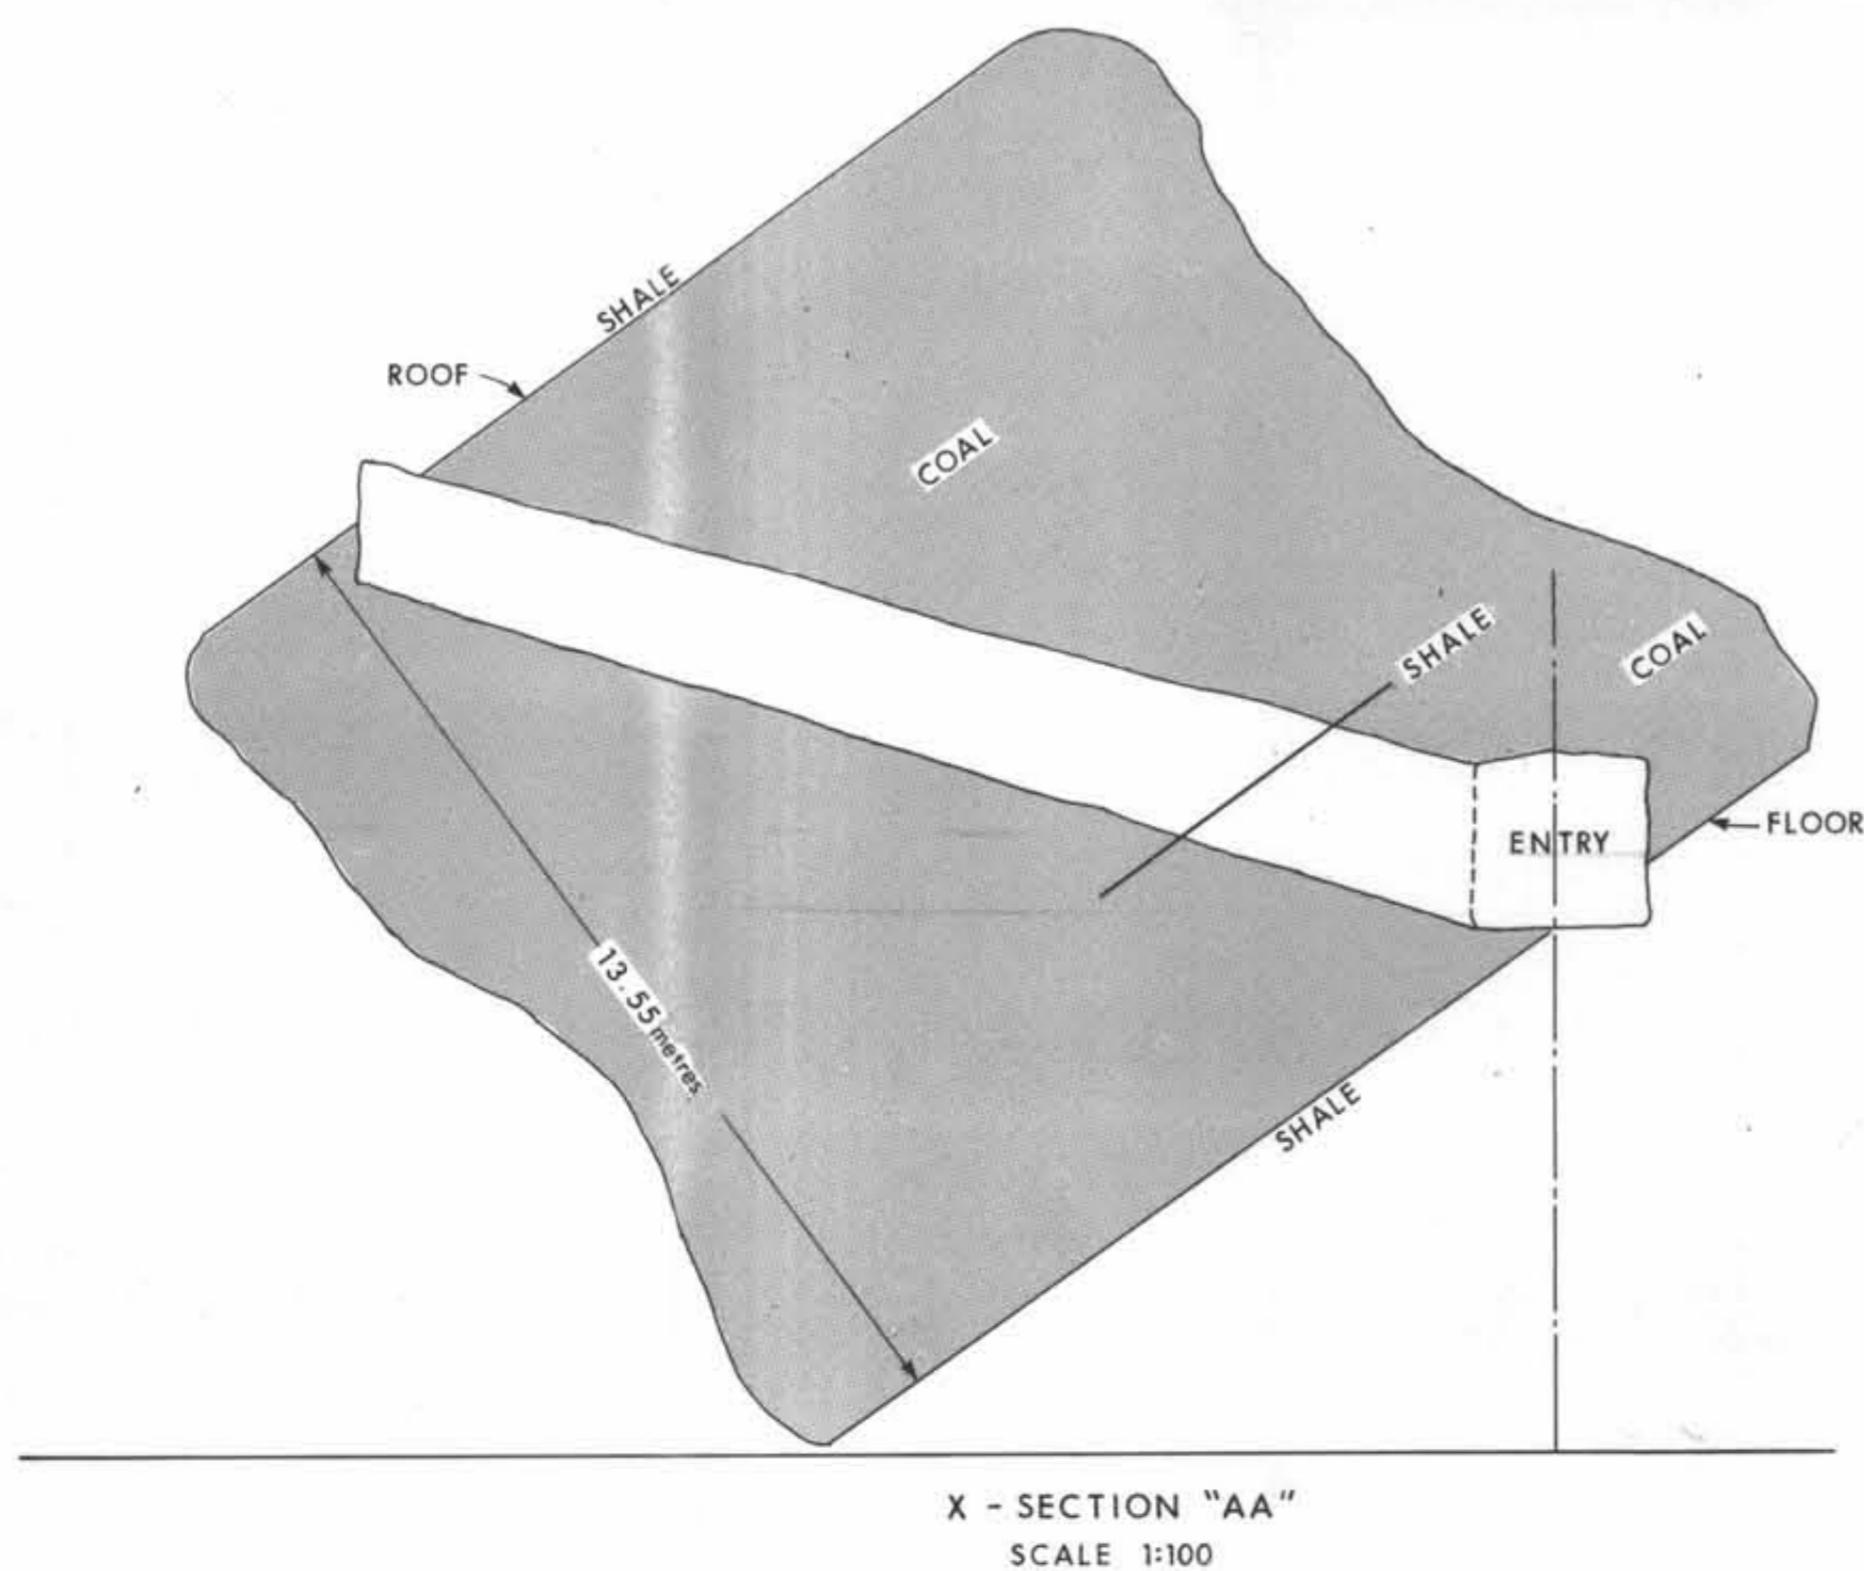 SHALE
ROOF
COAL
SHALE
COAL
FLOOR
ENTRY
13.55 metres
SHALE
X - SECTION "AA"
SCALE 1:100